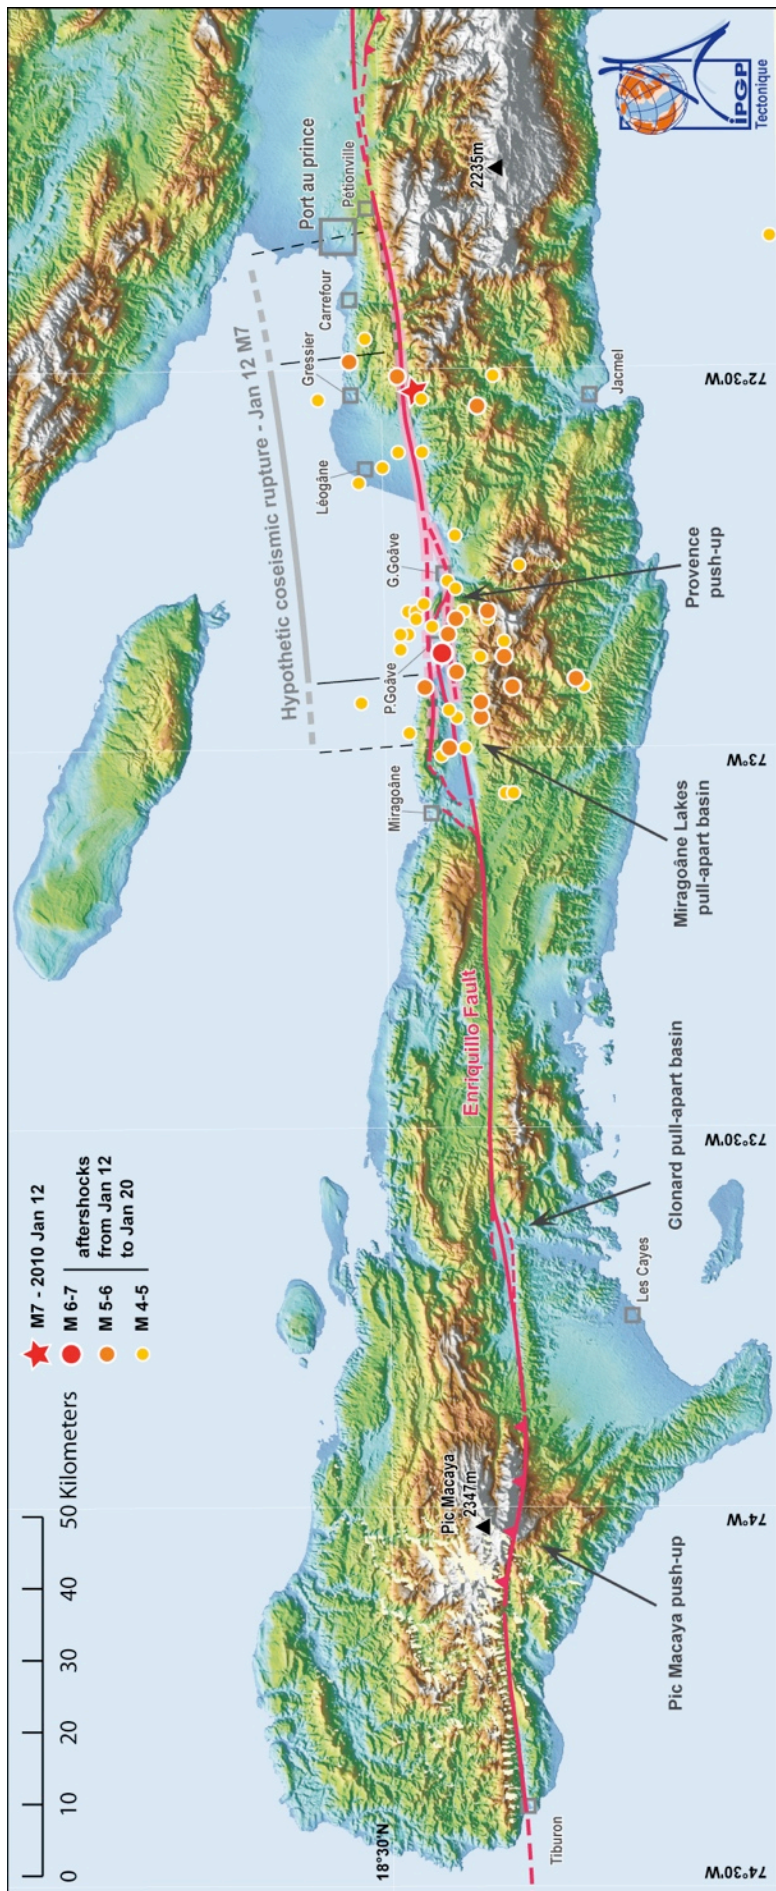 0 10 20 30 40 50 Kilometers
M7 - 2010 Jan 12
M 6-7
M 5-6
M 4-5
aftershocks
from Jan 12
to Jan 20
Hypothetic coseismic rupture - Jan 12 M7
Port au prince
Pétionville
Carrefour
Gressier
Léogâne
G.Goâve
P.Goâve
Miragoâne
2235m
Jacmel
Provence
push-up
Miragoâne Lakes
pull-apart basin
Enriquillo Fault
Clonard pull-apart basin
Les Cayes
Pic Macaya
2347m
Pic Macaya push-up
Tiburon
18°30'N
74°30'W
74°W
73°30'W
73°W
72°30'W
iPGP
Tectonique